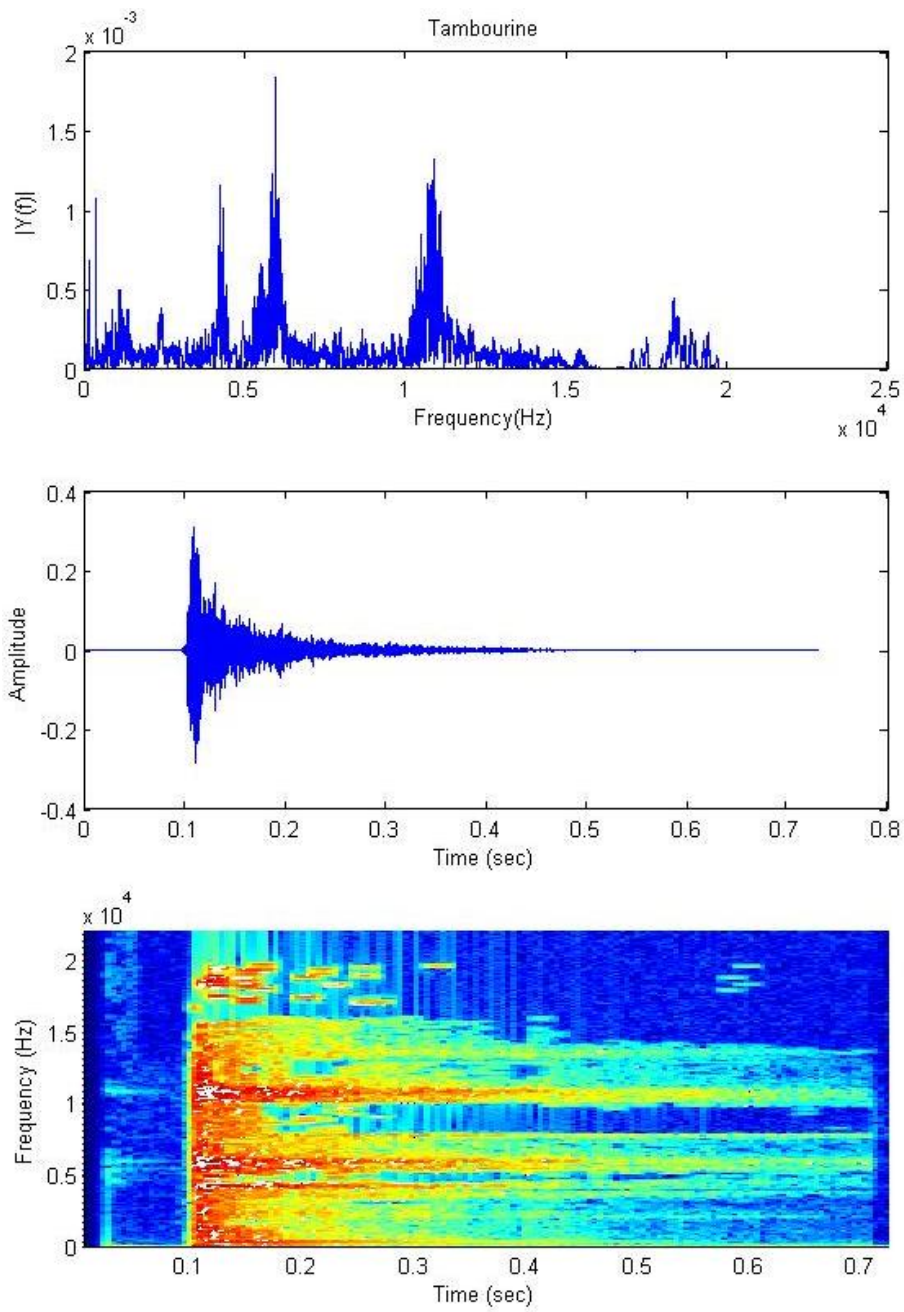 x 10^-3
Tambourine
2
1.5
1
0.5
0
|Y(f)|
0 0.5 1 1.5 2 2.5
Frequency(Hz)
x 10^4
0.4
0.2
0
-0.2
-0.4
Amplitude
0 0.1 0.2 0.3 0.4 0.5 0.6 0.7 0.8
Time (sec)
x 10^4
2
1.5
1
0.5
0
Frequency (Hz)
0.1 0.2 0.3 0.4 0.5 0.6 0.7
Time (sec)